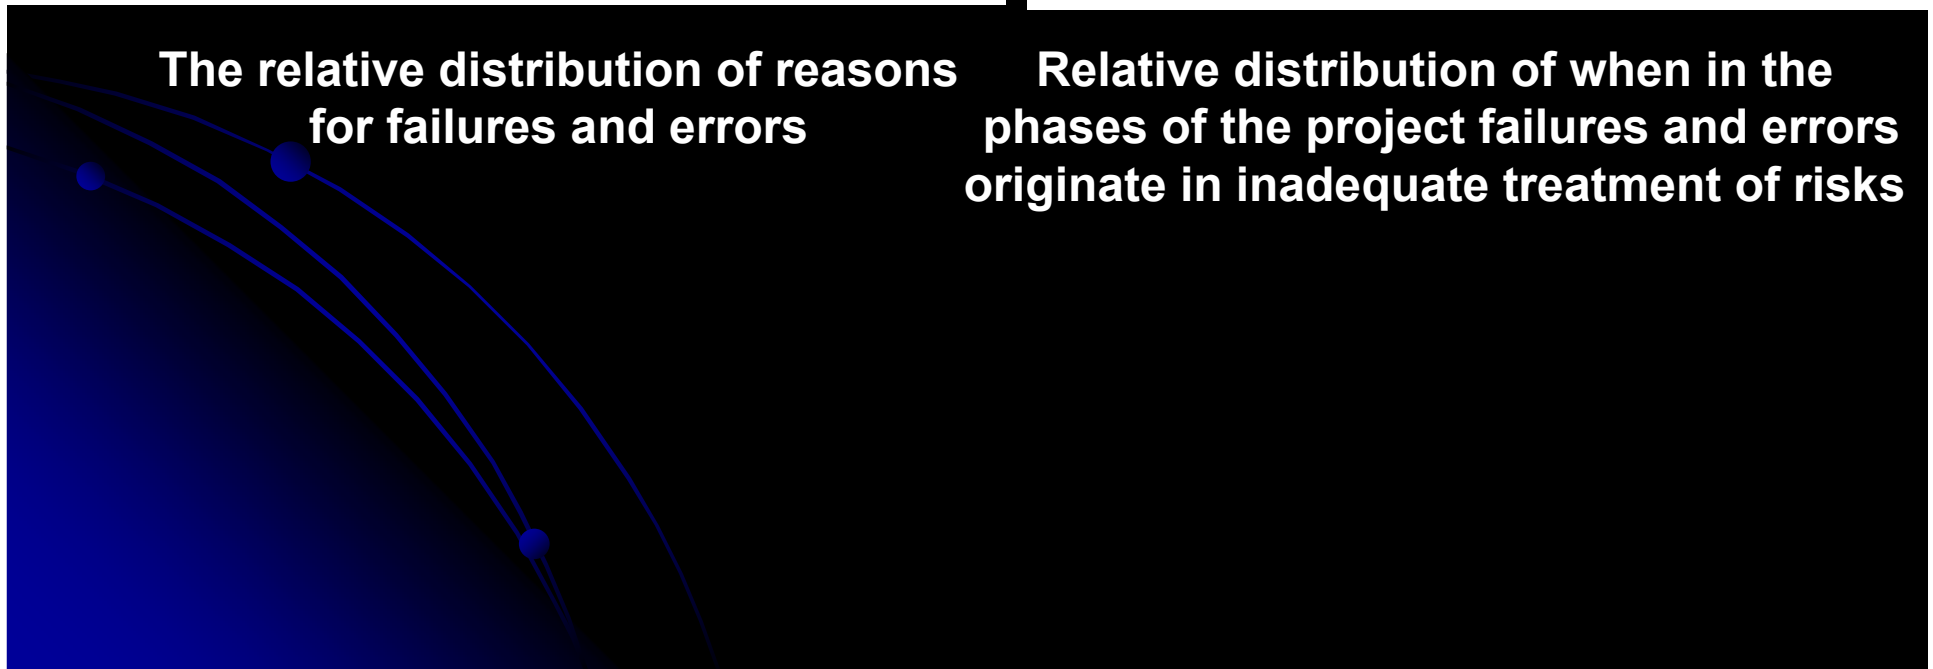 The relative distribution of reasons
for failures and errors
Relative distribution of when in the
phases of the project failures and errors
originate in inadequate treatment of risks